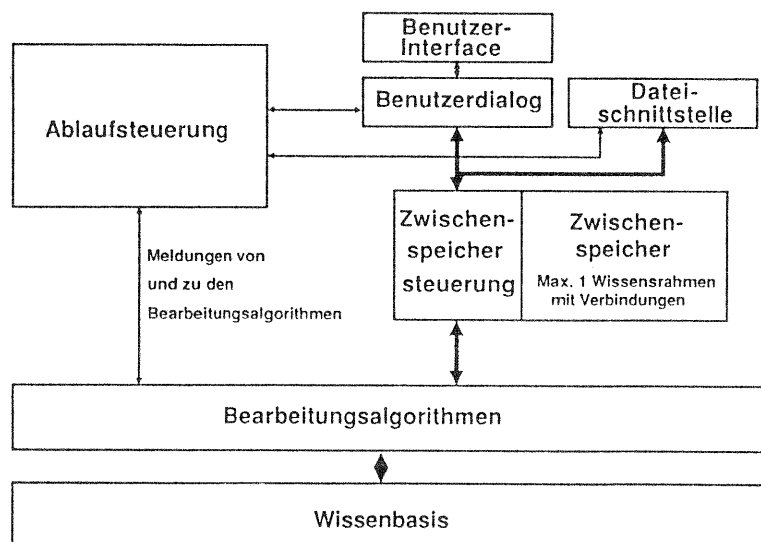 Benutzer-
Interface
Benutzerdialog
Datei-
schnittstelle
Ablaufsteuerung
Zwischen-
speicher
steuerung
Zwischen-
speicher
Max. 1 Wissensrahmen
mit Verbindungen
Meldungen von
und zu den
Bearbeitungsalgorithmen
Bearbeitungsalgorithmen
Wissenbasis